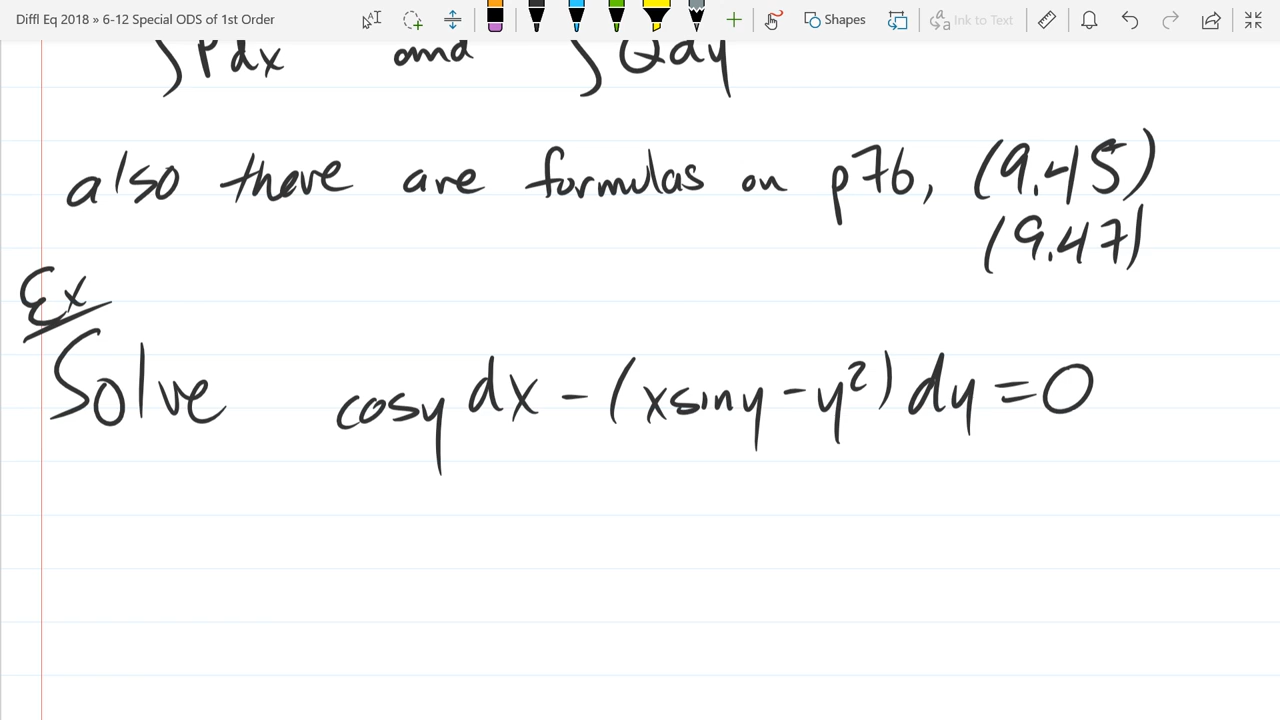 Diffl Eq 2018 » 6-12 Special ODS of 1st Order
Shapes
Ink to Text
∫Pdx and ∫Qdy
also there are formulas on p76, (9.45)
(9.47)
Ex
Solve cosy dx - (xsiny - y²) dy = 0